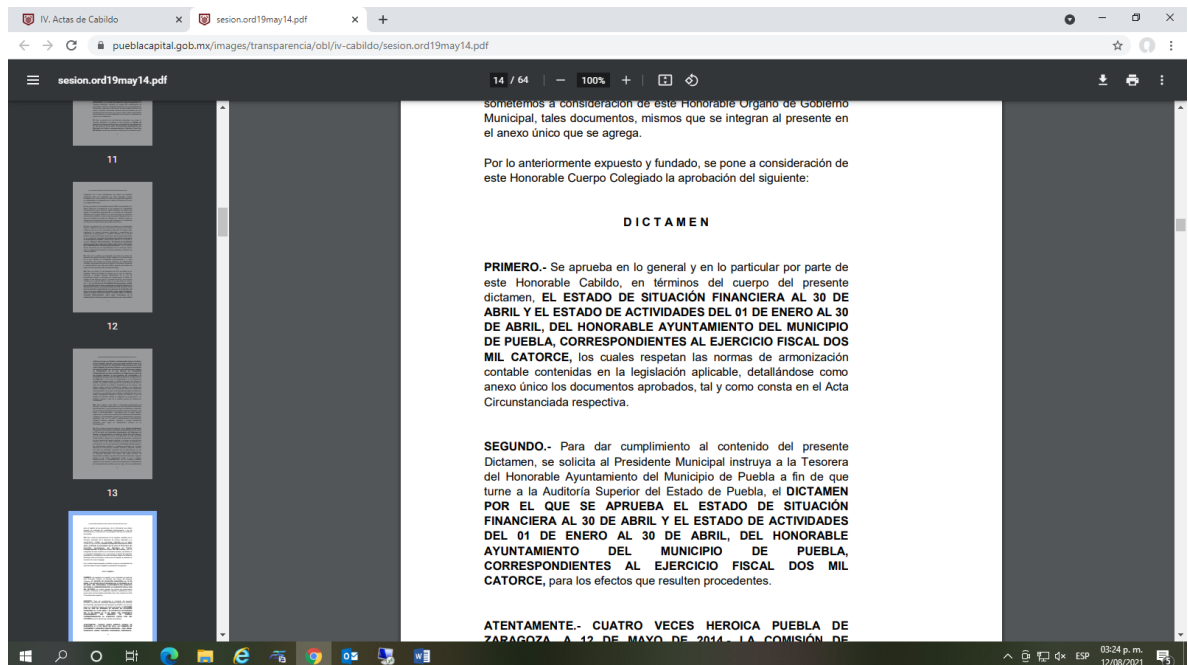 IV. Actas de Cabildo
sesion.ord19may14.pdf
pueblacapital.gob.mx/images/transparencia/obl/iv-cabildo/sesion.ord19may14.pdf
sesion.ord19may14.pdf
14 / 64
100%
11
12
13
sometemos a consideración de este Honorable Órgano de Gobierno
Municipal, tales documentos, mismos que se integran al presente en
el anexo único que se agrega.
Por lo anteriormente expuesto y fundado, se pone a consideración de
este Honorable Cuerpo Colegiado la aprobación del siguiente:
D I C T A M E N
PRIMERO.- Se aprueba en lo general y en lo particular por parte de
este Honorable Cabildo, en términos del cuerpo del presente
dictamen, EL ESTADO DE SITUACIÓN FINANCIERA AL 30 DE
ABRIL Y EL ESTADO DE ACTIVIDADES DEL 01 DE ENERO AL 30
DE ABRIL, DEL HONORABLE AYUNTAMIENTO DEL MUNICIPIO
DE PUEBLA, CORRESPONDIENTES AL EJERCICIO FISCAL DOS
MIL CATORCE, los cuales respetan las normas de armonización
contable contenidas en la legislación aplicable, detallándose como
anexo único los documentos aprobados, tal y como consta en el Acta
Circunstanciada respectiva.
SEGUNDO.- Para dar cumplimiento al contenido del presente
Dictamen, se solicita al Presidente Municipal instruya a la Tesorera
del Honorable Ayuntamiento del Municipio de Puebla a fin de que
turne a la Auditoría Superior del Estado de Puebla, el DICTAMEN
POR EL QUE SE APRUEBA EL ESTADO DE SITUACIÓN
FINANCIERA AL 30 DE ABRIL Y EL ESTADO DE ACTIVIDADES
DEL 01 DE ENERO AL 30 DE ABRIL, DEL HONORABLE
AYUNTAMIENTO DEL MUNICIPIO DE PUEBLA,
CORRESPONDIENTES AL EJERCICIO FISCAL DOS MIL
CATORCE, para los efectos que resulten procedentes.
ATENTAMENTE.- CUATRO VECES HEROICA PUEBLA DE
ZARAGOZA, A 12 DE MAYO DE 2014.- LA COMISIÓN DE
ESP
03:24 p. m.
12/08/2021